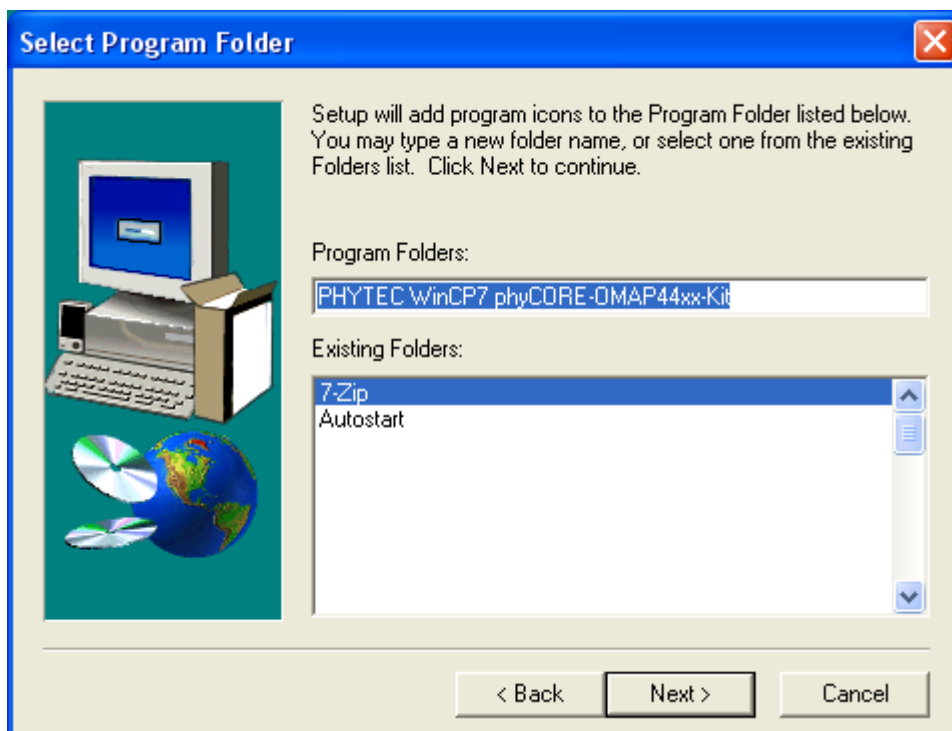 Select Program Folder
Setup will add program icons to the Program Folder listed below.
You may type a new folder name, or select one from the existing
Folders list.  Click Next to continue.
Program Folders:
PHYTEC WinCP7 phyCORE-OMAP44xx-Kit
Existing Folders:
7-Zip
Autostart
< Back
Next >
Cancel